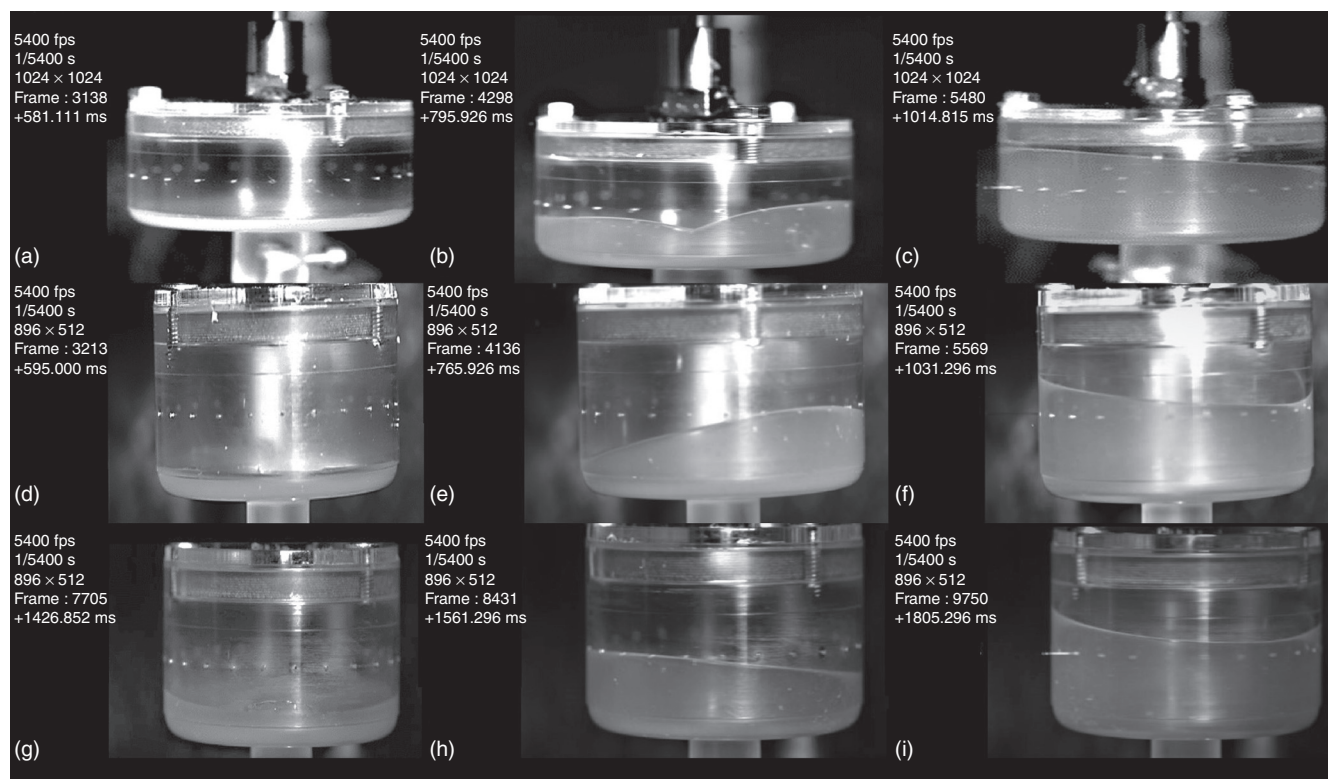 5400 fps
1/5400 s
1024 × 1024
Frame : 3138
+581.111 ms
(a)
5400 fps
1/5400 s
1024 × 1024
Frame : 4298
+795.926 ms
(b)
5400 fps
1/5400 s
1024 × 1024
Frame : 5480
+1014.815 ms
(c)
5400 fps
1/5400 s
896 × 512
Frame : 3213
+595.000 ms
(d)
5400 fps
1/5400 s
896 × 512
Frame : 4136
+765.926 ms
(e)
5400 fps
1/5400 s
896 × 512
Frame : 5569
+1031.296 ms
(f)
5400 fps
1/5400 s
896 × 512
Frame : 7705
+1426.852 ms
(g)
5400 fps
1/5400 s
896 × 512
Frame : 8431
+1561.296 ms
(h)
5400 fps
1/5400 s
896 × 512
Frame : 9750
+1805.296 ms
(i)